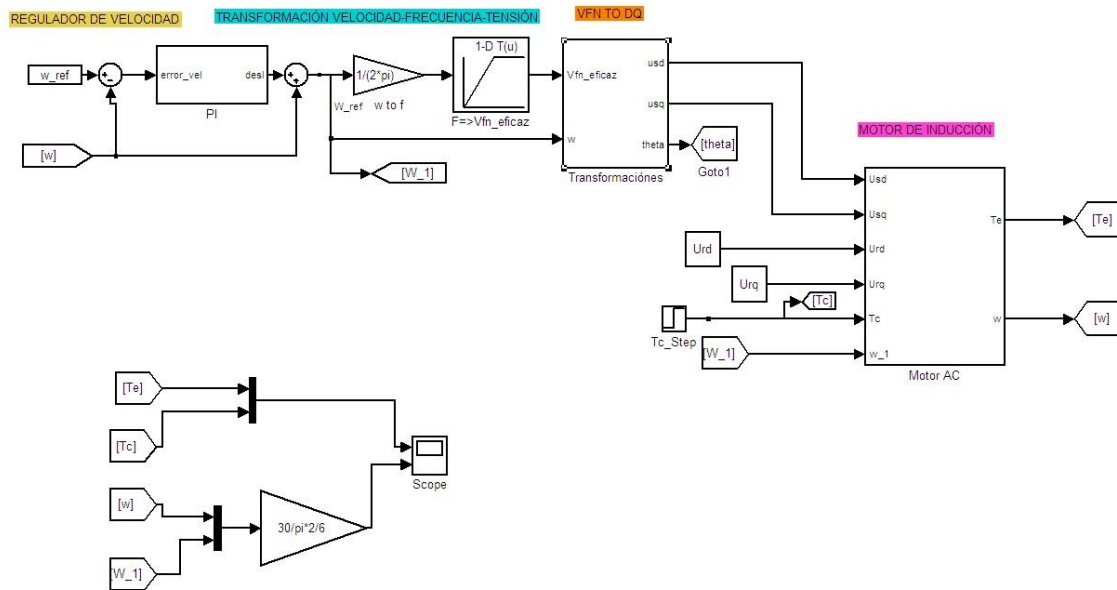 REGULADOR DE VELOCIDAD
TRANSFORMACIÓN VELOCIDAD-FRECUENCIA-TENSIÓN
VFN TO DQ
w_ref
error_vel
desl
PI
[w]
1/(2*pi)
W_ref
w to f
1-D T(u)
F=>Vfn_eficaz
[W_1]
Vfn_eficaz
w
usd
usq
theta
Transformaciónes
[theta]
Goto1
MOTOR DE INDUCCIÓN
Usd
Usq
Urd
Urq
Tc
w_1
Te
w
Motor AC
Urd
Urq
[Tc]
Tc_Step
[W_1]
[Te]
[w]
[Te]
[Tc]
Scope
[w]
[W_1]
30/pi*2/6